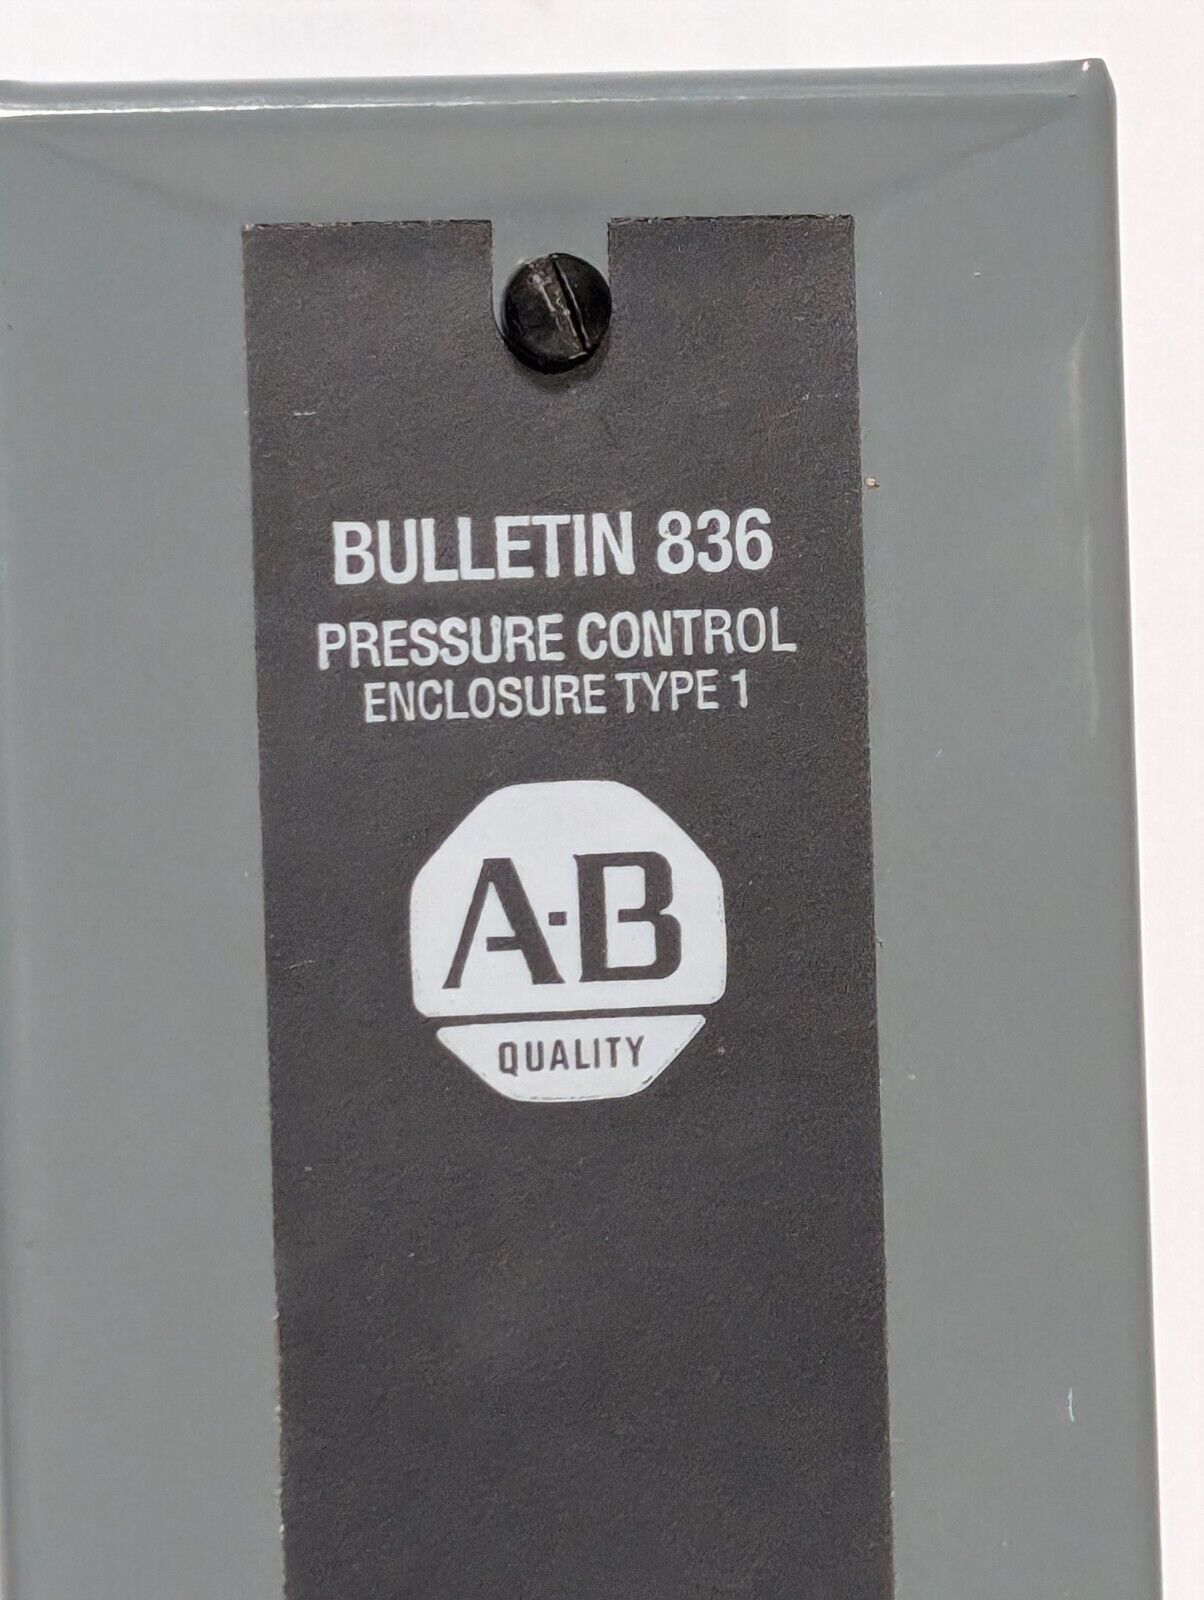 BULLETIN 836
PRESSURE CONTROL
ENCLOSURE TYPE 1
A-B
QUALITY